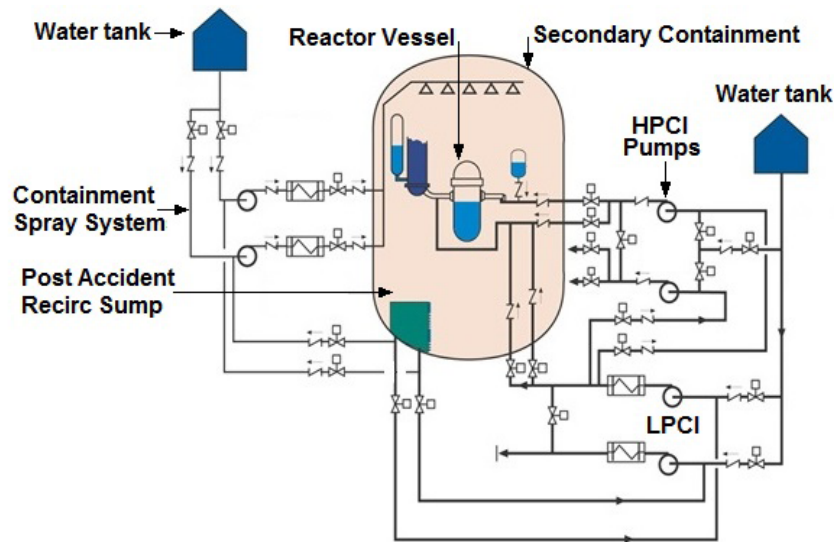 Water tank
Reactor Vessel
Secondary Containment
Water tank
HPCI
Pumps
Containment
Spray System
Post Accident
Recirc Sump
LPCI